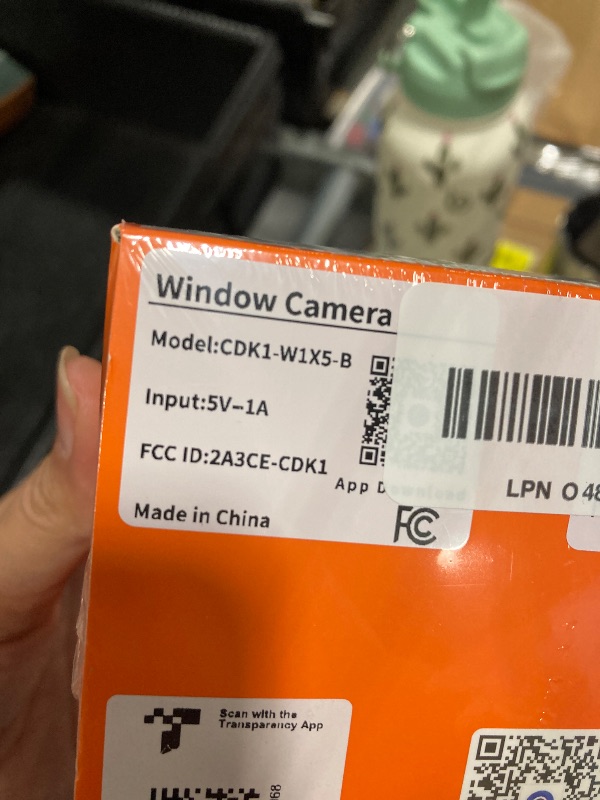 Window Camera
Model:CDK1-W1X5-B
Input:5V-1A
FCC ID:2A3CE-CDK1
App
Made in China
FC
LPN
Scan with the
Transparency App